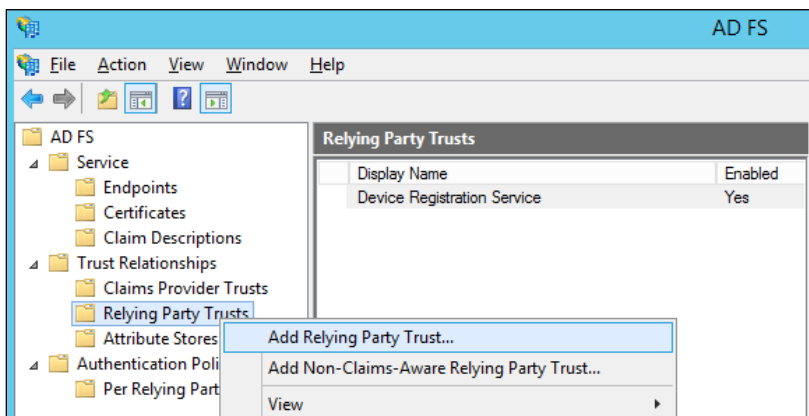 AD FS
File Action View Window Help
AD FS
Service
Endpoints
Certificates
Claim Descriptions
Trust Relationships
Claims Provider Trusts
Relying Party Trusts
Attribute Stores
Authentication Poli
Per Relying Part
Relying Party Trusts
Display Name Enabled
Device Registration Service Yes
Add Relying Party Trust...
Add Non-Claims-Aware Relying Party Trust...
View